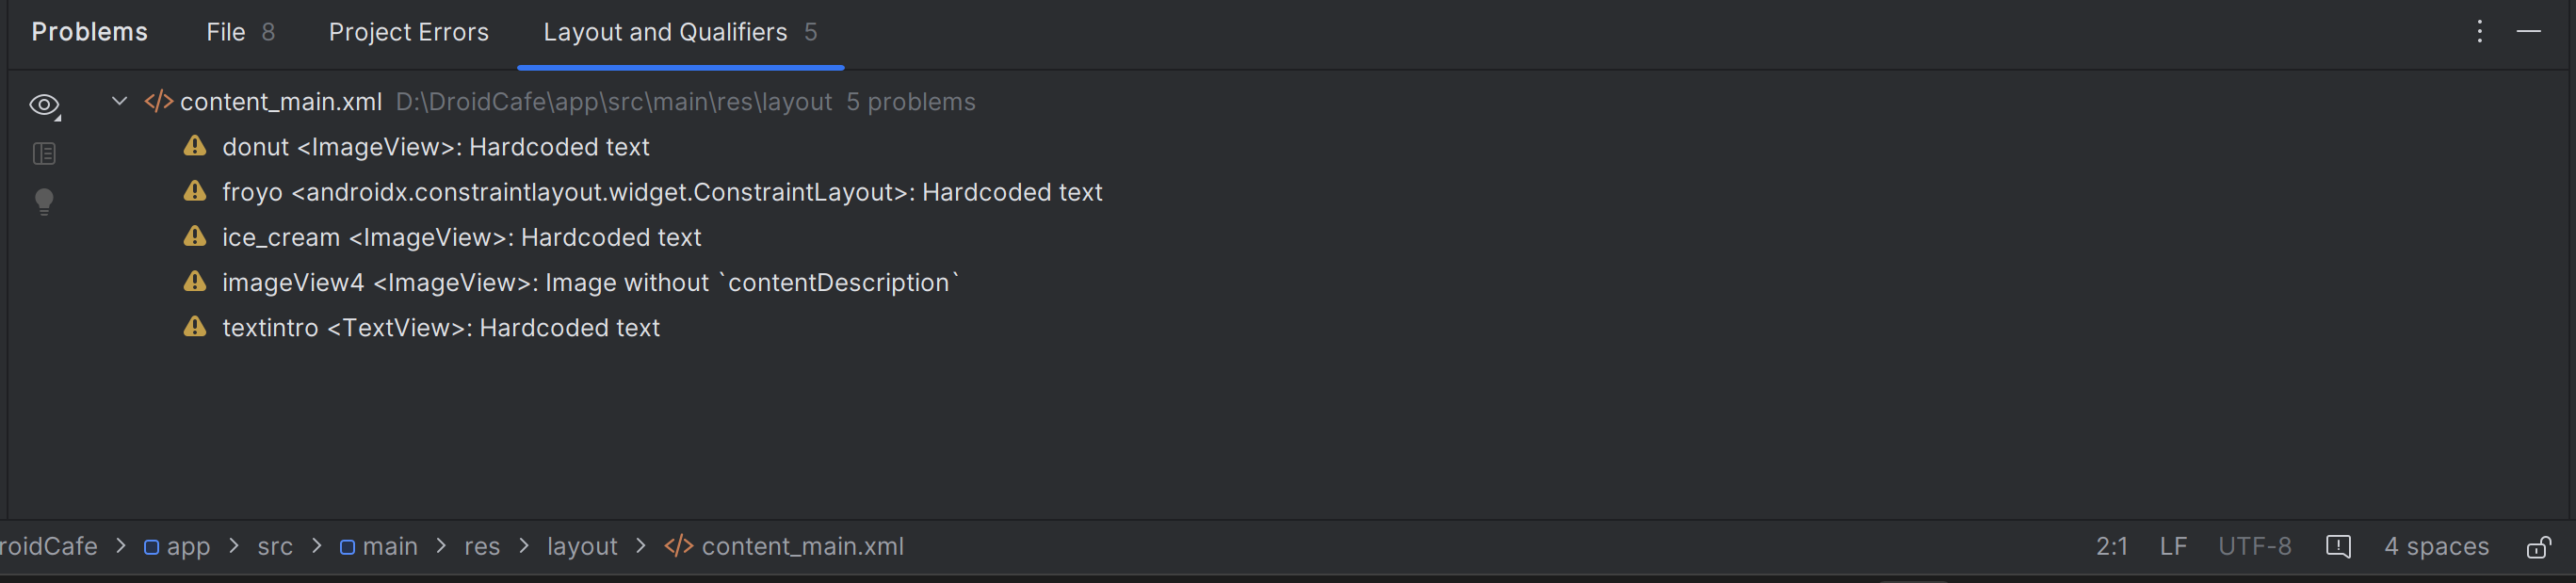 Problems File 8 Project Errors Layout and Qualifiers 5
content_main.xml D:\DroidCafe\app\src\main\res\layout 5 problems
donut <ImageView>: Hardcoded text
froyo <androidx.constraintlayout.widget.ConstraintLayout>: Hardcoded text
ice_cream <ImageView>: Hardcoded text
imageView4 <ImageView>: Image without `contentDescription`
textintro <TextView>: Hardcoded text
roidCafe > app > src > main > res > layout > content_main.xml 2:1 LF UTF-8 4 spaces